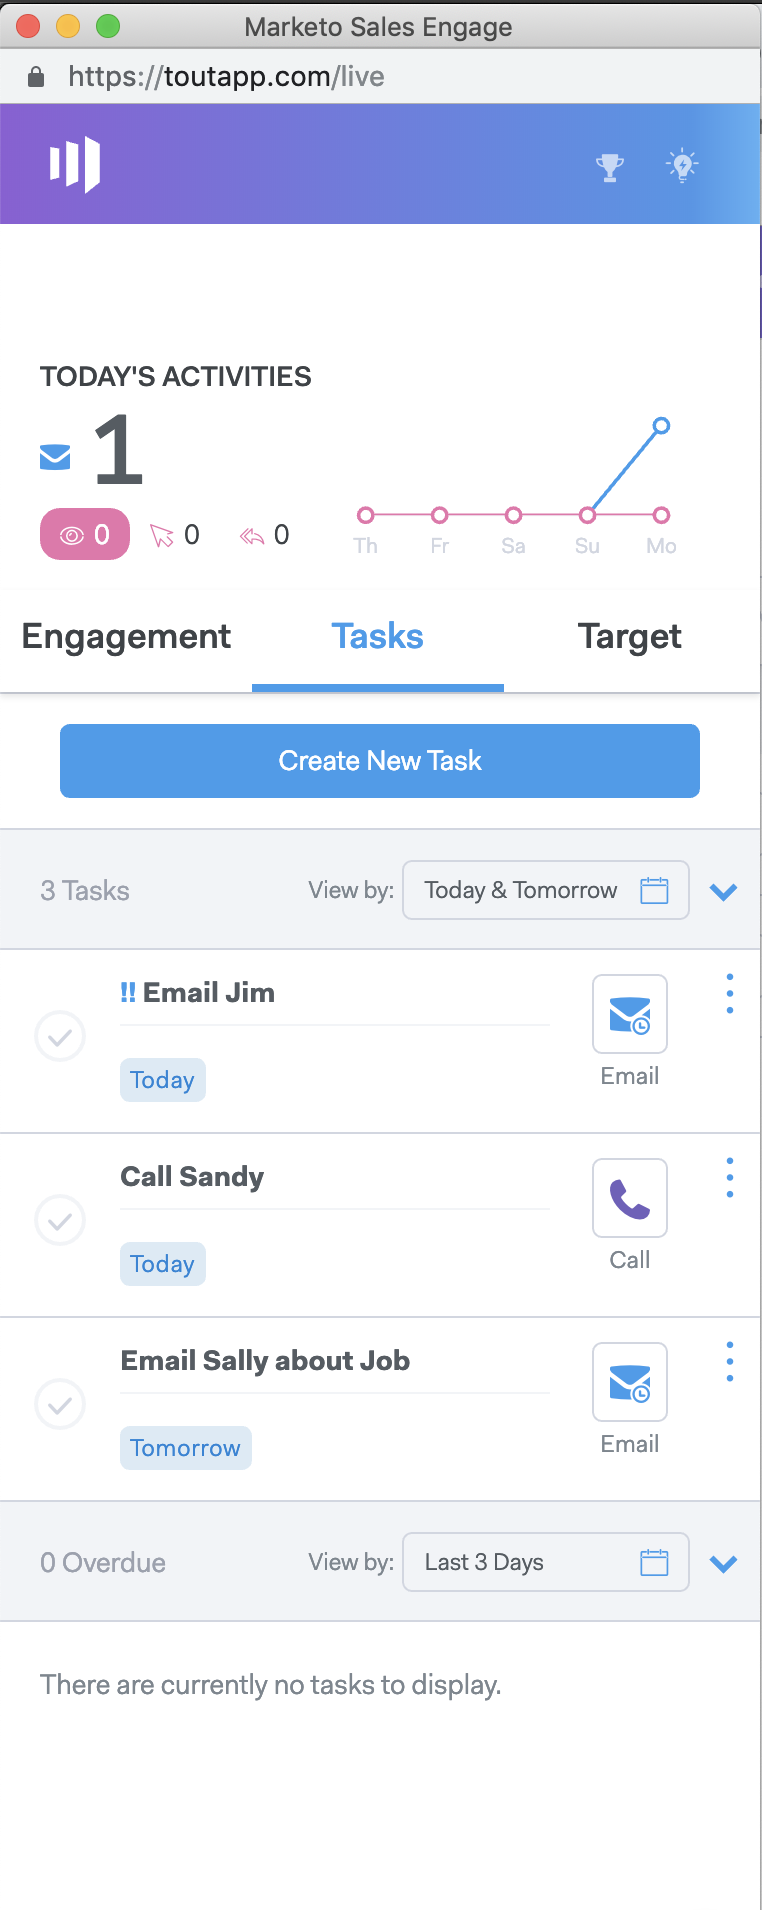 Marketo Sales Engage
https://toutapp.com/live
TODAY'S ACTIVITIES
1
0 0 0
Th Fr Sa Su Mo
Engagement Tasks Target
Create New Task
3 Tasks View by: Today & Tomorrow
!! Email Jim
Today
Email
Call Sandy
Today
Call
Email Sally about Job
Tomorrow
Email
0 Overdue View by: Last 3 Days
There are currently no tasks to display.